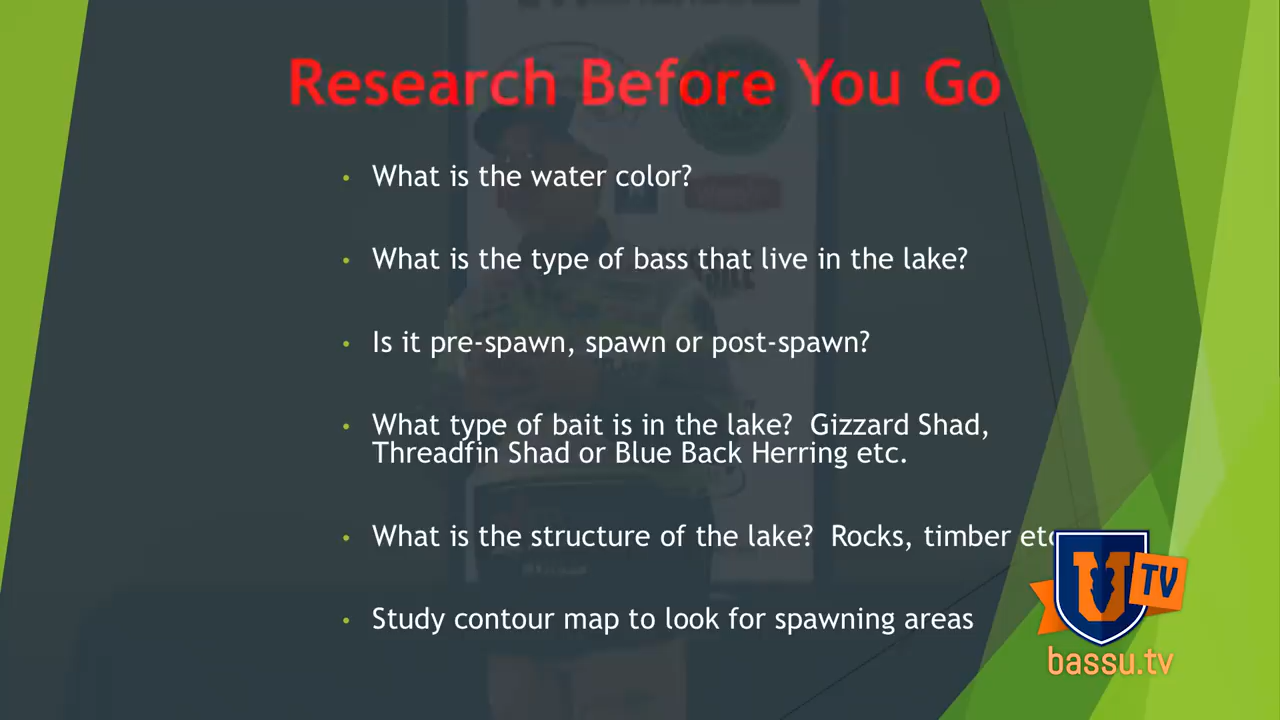 Research Before You Go
• What is the water color?
• What is the type of bass that live in the lake?
• Is it pre-spawn, spawn or post-spawn?
• What type of bait is in the lake?  Gizzard Shad,
Threadfin Shad or Blue Back Herring etc.
• What is the structure of the lake?  Rocks, timber etc
• Study contour map to look for spawning areas
U TV
bassu.tv